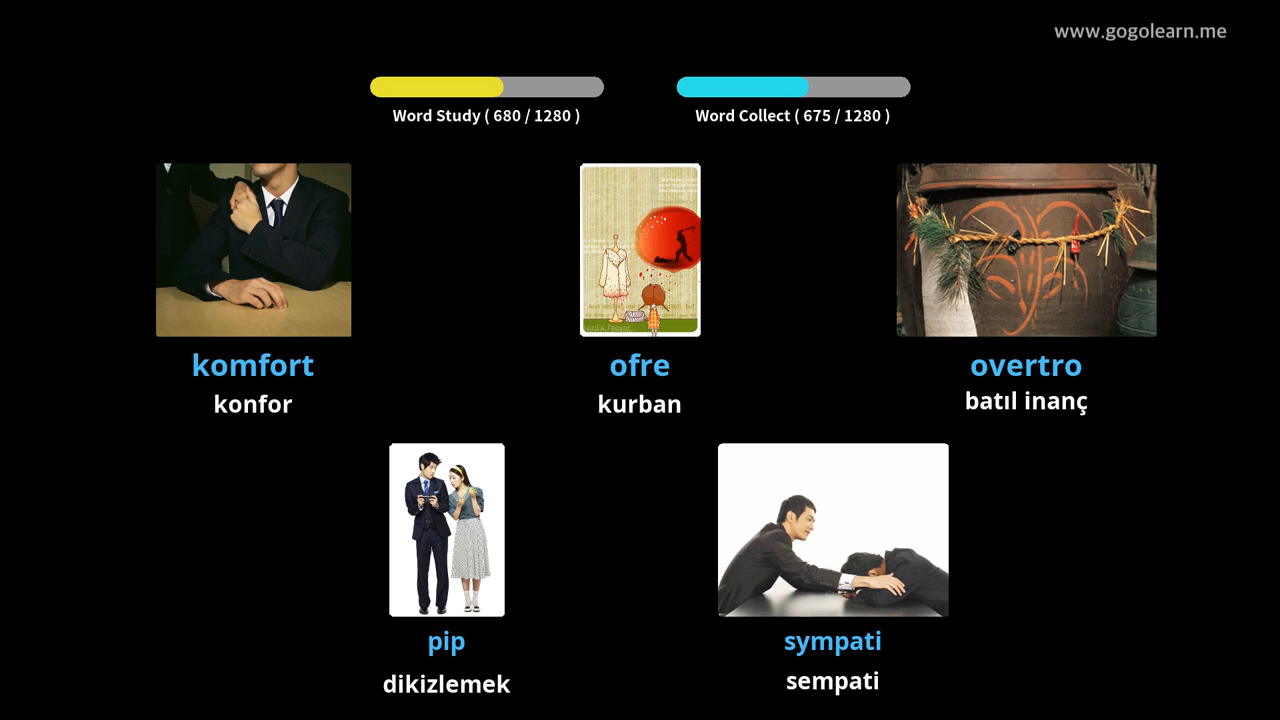 www.gogolearn.me
Word Study ( 680 / 1280 )
Word Collect ( 675 / 1280 )
komfort
konfor
ofre
kurban
overtro
batıl inanç
pip
dikizlemek
sympati
sempati